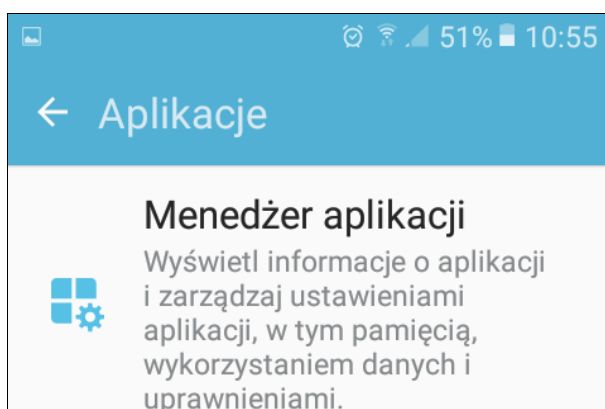 51% 10:55
Aplikacje
Menedżer aplikacji
Wyświetl informacje o aplikacji
i zarządzaj ustawieniami
aplikacji, w tym pamięcią,
wykorzystaniem danych i
uprawnieniami.